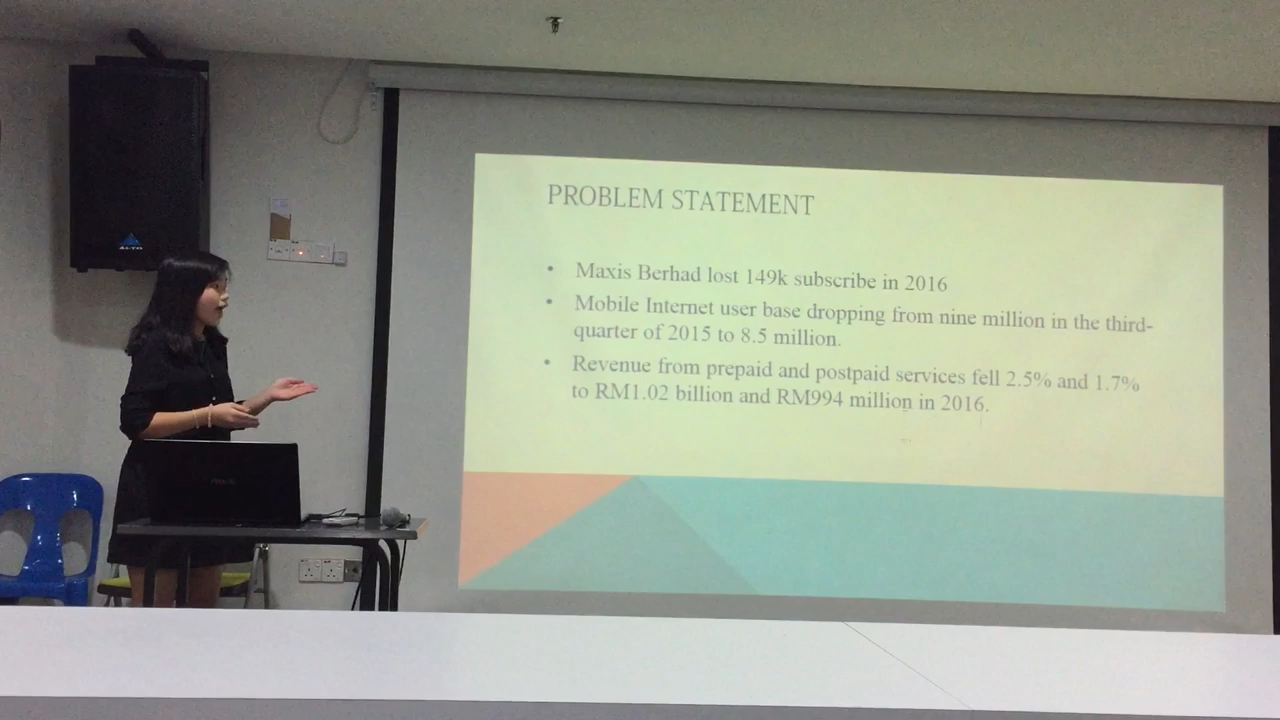 PROBLEM STATEMENT
• Maxis Berhad lost 149k subscribe in 2016
• Mobile Internet user base dropping from nine million in the third-
quarter of 2015 to 8.5 million.
• Revenue from prepaid and postpaid services fell 2.5% and 1.7%
to RM1.02 billion and RM994 million in 2016.
ALTO